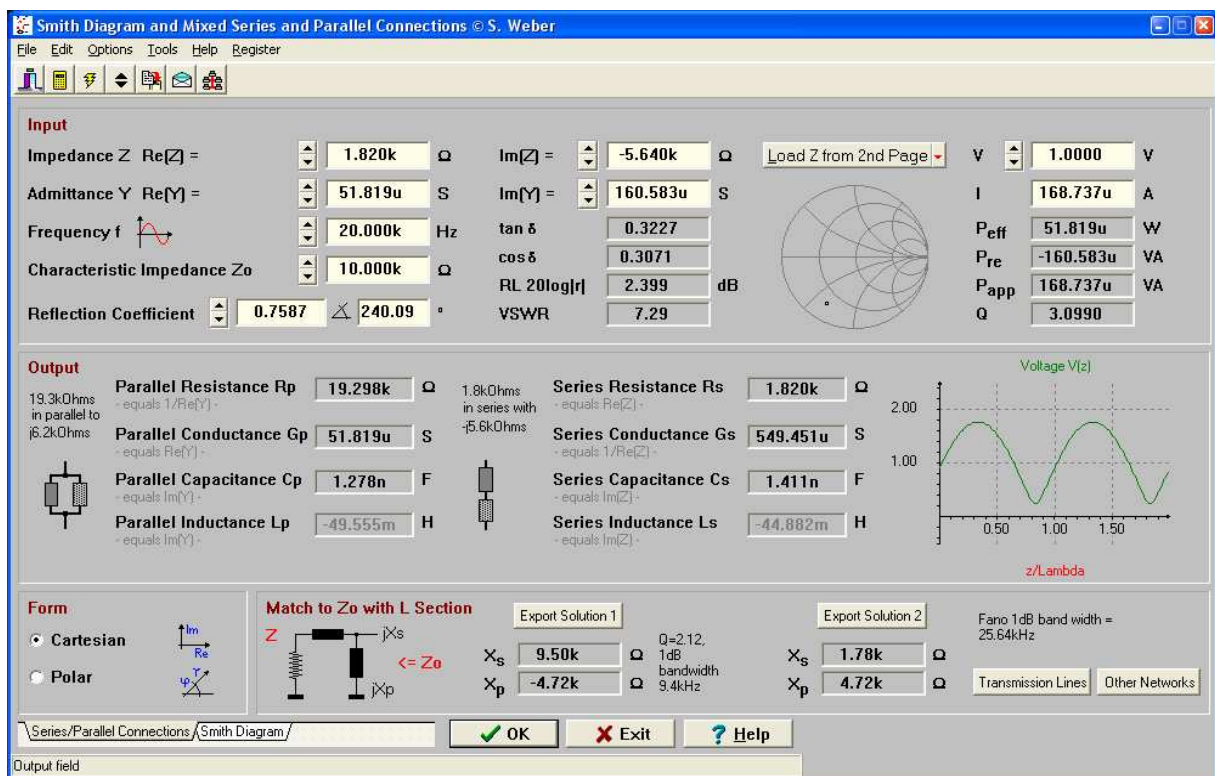 Smith Diagram and Mixed Series and Parallel Connections © S. Weber
File Edit Options Tools Help Register
Input
Impedance Z Re(Z) = 1.820k Ω Im(Z) = -5.640k Ω Load Z from 2nd Page V 1.0000 V
Admittance Y Re(Y) = 51.819u S Im(Y) = 160.583u S I 168.737u A
Frequency f 20.000k Hz tan δ 0.3227 Peff 51.819u W
cos δ 0.3071 Pre -160.583u VA
Characteristic Impedance Zo 10.000k Ω RL 20log|r| 2.399 dB Papp 168.737u VA
Reflection Coefficient 0.7587 ∠ 240.09 ° VSWR 7.29 Q 3.0990
Output
19.3kOhms
in parallel to
j6.2kOhms
Parallel Resistance Rp 19.298k Ω
- equals 1/Re(Y) -
Parallel Conductance Gp 51.819u S
- equals Re(Y) -
Parallel Capacitance Cp 1.278n F
- equals Im(Y) -
Parallel Inductance Lp -49.555m H
- equals Im(Y) -
1.8kOhms
in series with
-j5.6kOhms
Series Resistance Rs 1.820k Ω
- equals Re(Z) -
Series Conductance Gs 549.451u S
- equals 1/Re(Z) -
Series Capacitance Cs 1.411n F
- equals Im(Z) -
Series Inductance Ls -44.882m H
- equals Im(Z) -
Voltage V(z)
2.00
1.00
0.50 1.00 1.50
z/Lambda
Form
Cartesian Im Re
Polar φ Y
Match to Zo with L Section
Z jXs
<= Zo
jXp
Export Solution 1
Xs 9.50k Ω
Xp -4.72k Ω
Q=2.12,
1dB
bandwidth
9.4kHz
Export Solution 2
Xs 1.78k Ω
Xp 4.72k Ω
Fano 1dB band width =
25.64kHz
Transmission Lines Other Networks
Series/Parallel Connections Smith Diagram
OK Exit Help
Output field